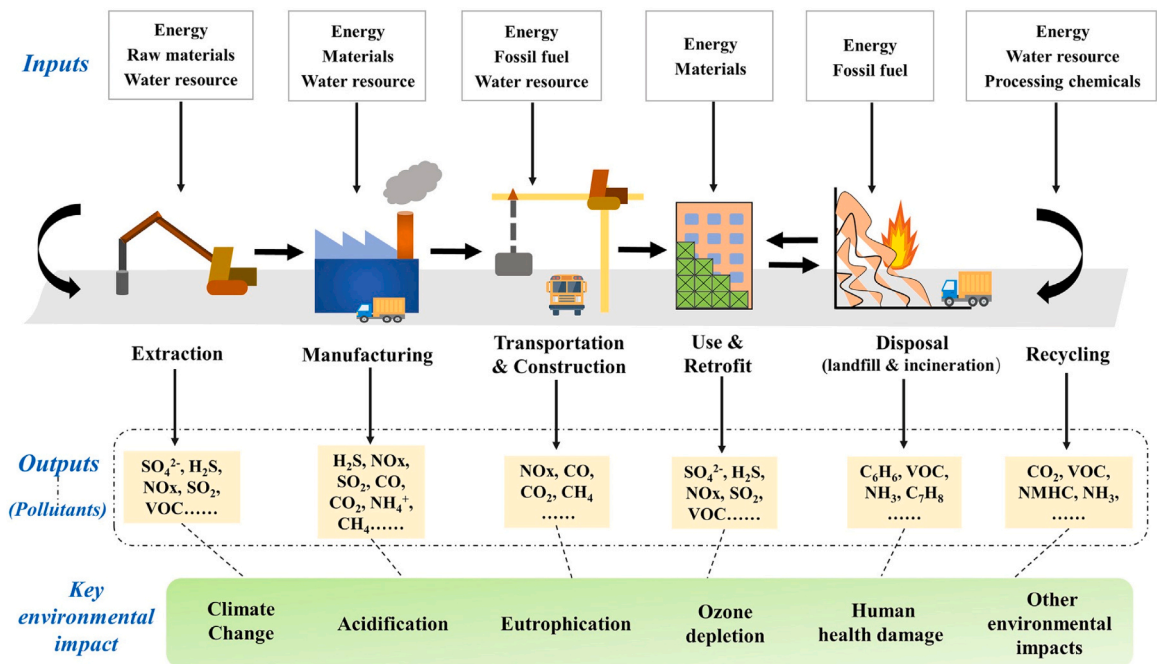 Inputs
Energy
Raw materials
Water resource
Energy
Materials
Water resource
Energy
Fossil fuel
Water resource
Energy
Materials
Energy
Fossil fuel
Energy
Water resource
Processing chemicals
Extraction
Manufacturing
Transportation
& Construction
Use &
Retrofit
Disposal
(landfill & incineration)
Recycling
Outputs
(Pollutants)
SO₄²⁻, H₂S,
NOx, SO₂,
VOC……
H₂S, NOx,
SO₂, CO,
CO₂, NH₄⁺,
CH₄……
NOx, CO,
CO₂, CH₄
……
SO₄²⁻, H₂S,
NOx, SO₂,
VOC……
C₆H₆, VOC,
NH₃, C₇H₈
……
CO₂, VOC,
NMHC, NH₃,
……
Key
environmental
impact
Climate
Change
Acidification
Eutrophication
Ozone
depletion
Human
health damage
Other
environmental
impacts